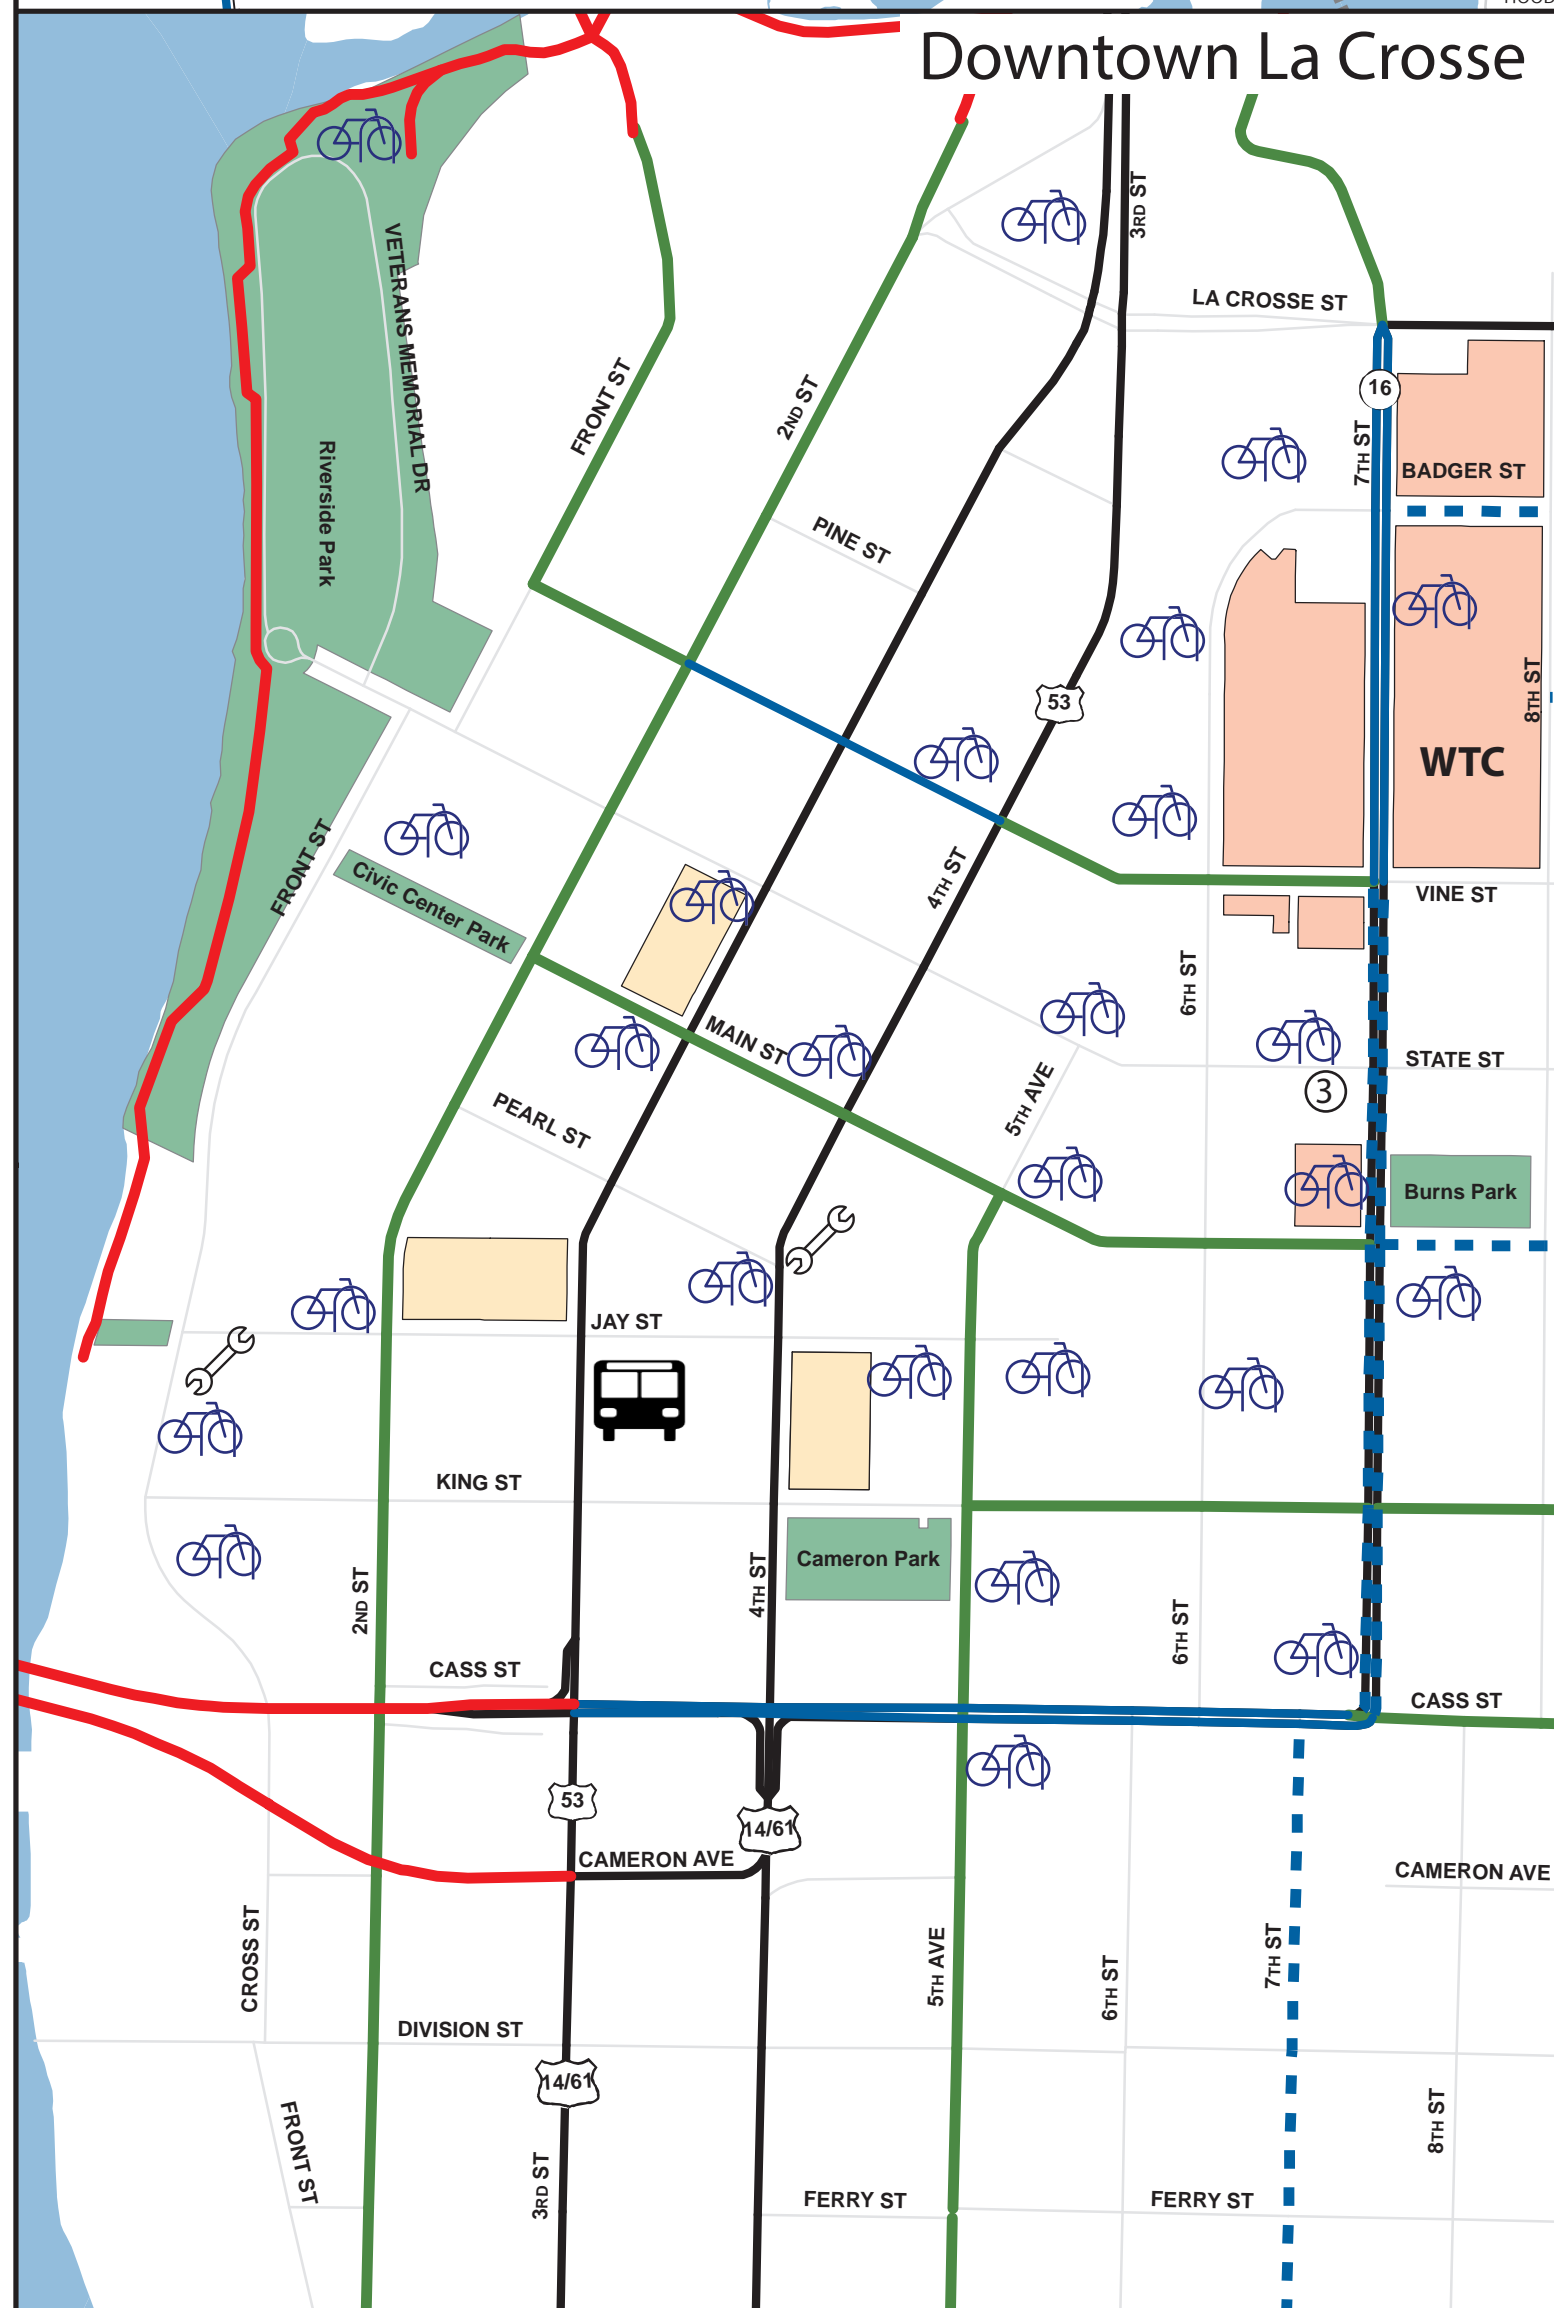 Downtown La Crosse
3RD ST
LA CROSSE ST
VETERANS MEMORIAL DR
FRONT ST
2ND ST
16
7TH ST
BADGER ST
Riverside Park
PINE ST
8TH ST
53
WTC
FRONT ST
Civic Center Park
4TH ST
VINE ST
6TH ST
MAIN ST
STATE ST
3
5TH AVE
PEARL ST
Burns Park
JAY ST
KING ST
Cameron Park
2ND ST
4TH ST
6TH ST
CASS ST
CASS ST
53
14/61
CAMERON AVE
CAMERON AVE
CROSS ST
5TH AVE
6TH ST
7TH ST
DIVISION ST
14/61
FRONT ST
3RD ST
8TH ST
FERRY ST
FERRY ST